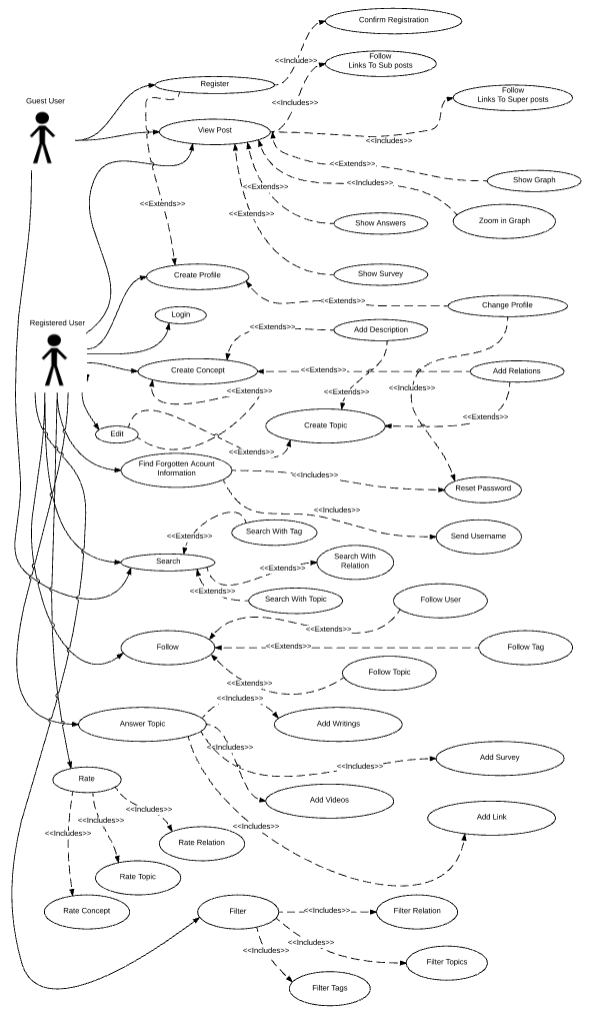 Confirm Registration
<<Include>>
Follow
Links To Sub posts
Register
<<Includes>>
Follow
Links To Super posts
Guest User
View Post
<<Includes>>
<<Extends>>
Show Graph
<<Includes>>
<<Extends>>
<<Extends>>
<<Extends>>
Show Answers
Zoom in Graph
Create Profile
Show Survey
<<Extends>>
Change Profile
Login
Registered User
<<Extends>>
Add Description
Create Concept
<<Extends>>
Add Relations
<<Extends>>
<<Extends>>
<<Includes>>
Edit
Create Topic
<<Extends>>
<<Extends>>
Find Forgotten Acount
Information
<<Includes>>
Reset Password
<<Includes>>
Search With Tag
<<Extends>>
Send Username
Search
Search With
Relation
<<Extends>>
<<Extends>>
Search With Topic
Follow User
<<Extends>>
Follow
<<Extends>>
Follow Tag
Follow Topic
<<Extends>>
<<Includes>>
Answer Topic
Add Writings
<<Includes>>
Add Survey
<<Includes>>
Rate
Add Videos
<<Includes>>
<<Includes>>
<<Includes>>
<<Includes>>
Add Link
Rate Relation
Rate Topic
Rate Concept
Filter
<<Includes>>
Filter Relation
<<Includes>>
<<Includes>>
Filter Topics
Filter Tags